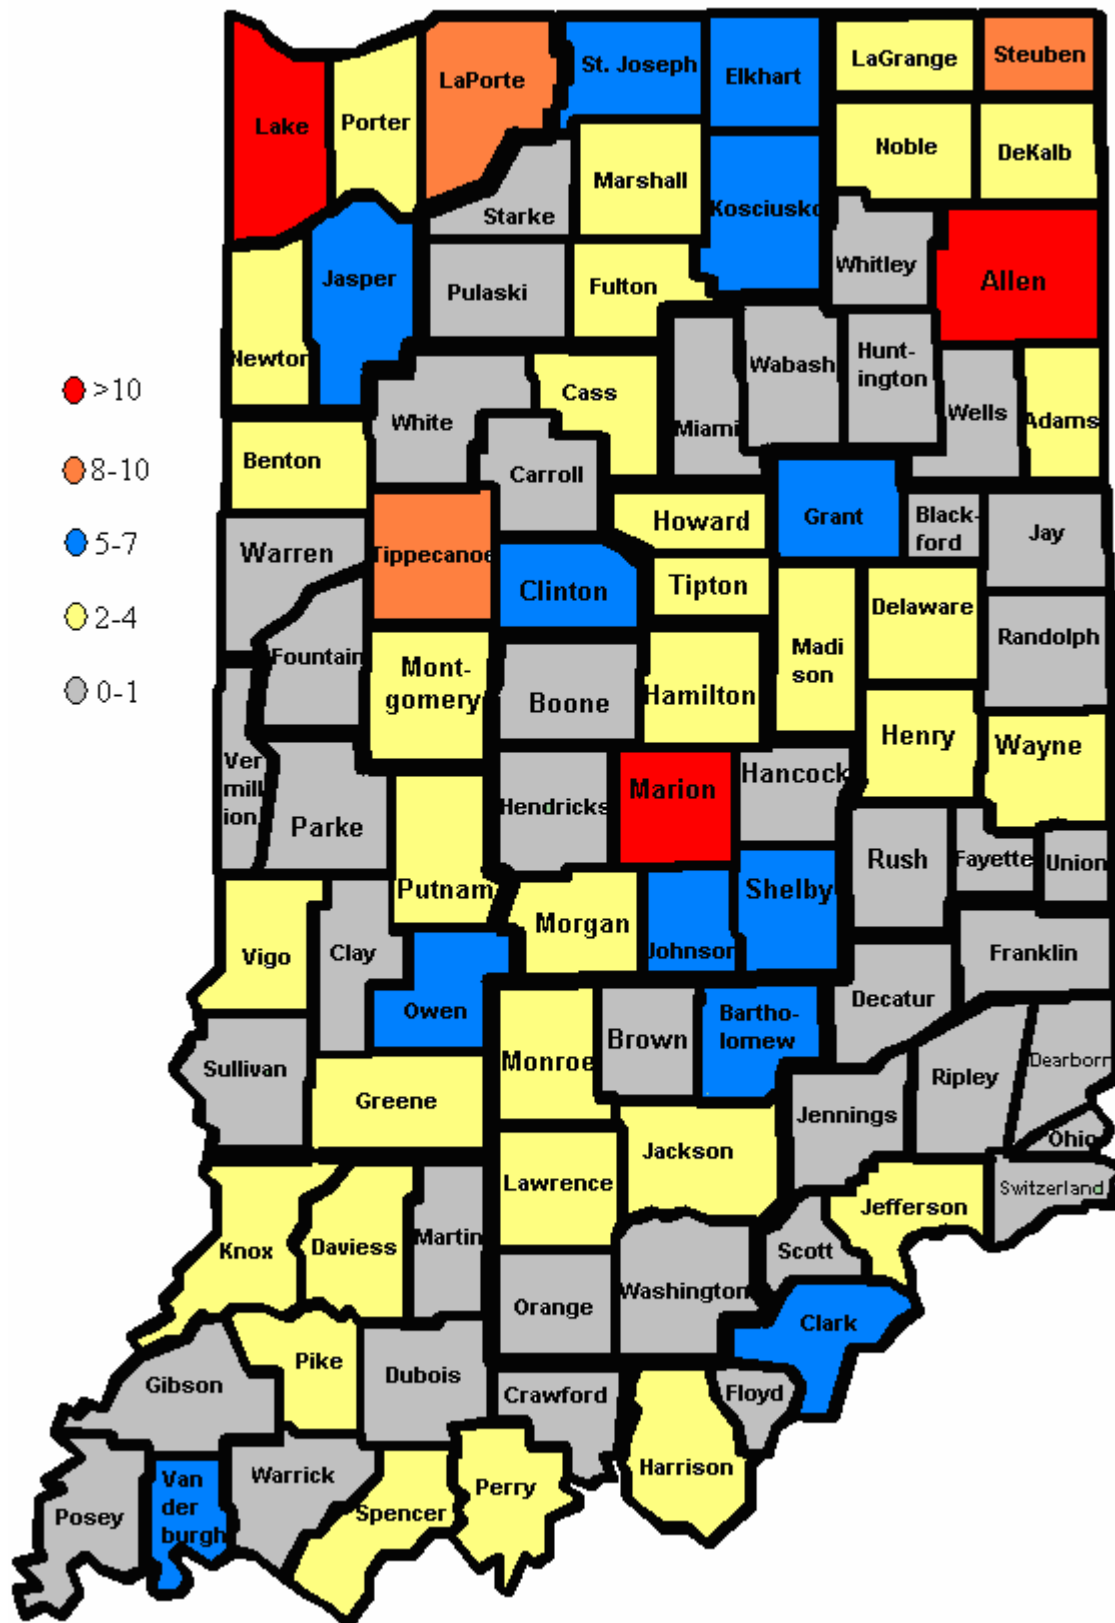 St. Joseph
LaGrange
Steuben
LaPorte
Elkhart
Lake
Porter
Noble
DeKalb
Marshall
Kosciusko
Starke
Jasper
Whitley
Allen
Pulaski
Fulton
Newton
Wabash
Hunt-
ington
>10
Cass
White
Miami
Wells
Adams
8-10
Benton
Carroll
Howard
Grant
Black-
ford
Jay
5-7
Warren
Tippecanoe
Clinton
Tipton
2-4
Delaware
Fountain
Mont-
gomery
Madi
son
Randolph
0-1
Boone
Hamilton
Henry
Wayne
Ver
mill
ion
Hendricks
Marion
Hancock
Parke
Rush
Fayette
Union
Putnam
Shelby
Morgan
Vigo
Clay
Johnson
Franklin
Owen
Bartho-
lomew
Decatur
Brown
Sullivan
Monroe
Ripley
Dearborn
Greene
Jennings
Jackson
Ohio
Lawrence
Switzerland
Jefferson
Knox
Daviess
Martin
Scott
Orange
Washington
Clark
Pike
Gibson
Dubois
Crawford
Floyd
Warrick
Harrison
Van
der
burgh
Perry
Posey
Spencer